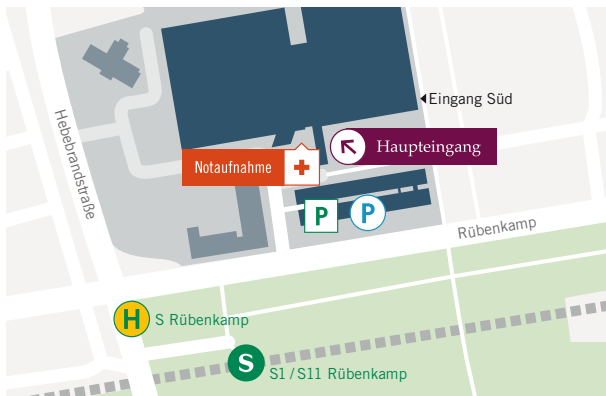 Eingang Süd
Hebebrandstraße
Haupteingang
Notaufnahme
P
P
Rübenkamp
H S Rübenkamp
S S1 / S11 Rübenkamp